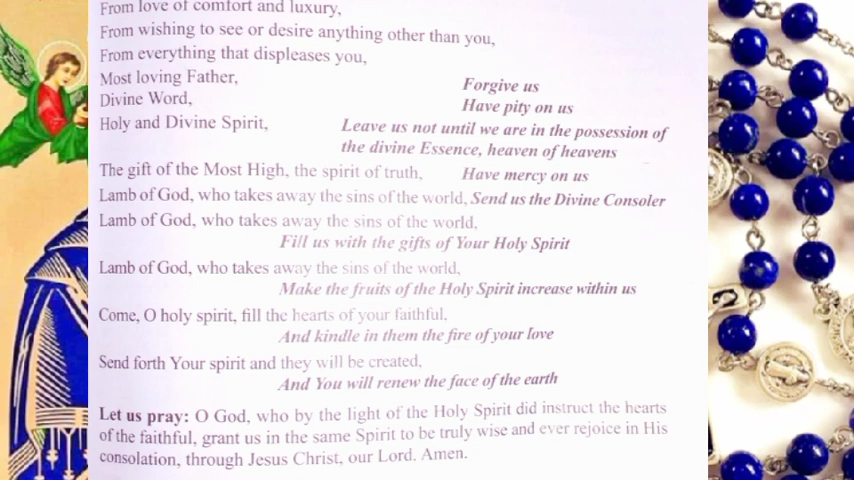 From love of comfort and luxury,
From wishing to see or desire anything other than you,
From everything that displeases you,
Most loving Father, Forgive us
Divine Word, Have pity on us
Holy and Divine Spirit, Leave us not until we are in the possession of
the divine Essence, heaven of heavens
The gift of the Most High, the spirit of truth, Have mercy on us
Lamb of God, who takes away the sins of the world, Send us the Divine Consoler
Lamb of God, who takes away the sins of the world,
Fill us with the gifts of Your Holy Spirit
Lamb of God, who takes away the sins of the world,
Make the fruits of the Holy Spirit increase within us
Come, O holy spirit, fill the hearts of your faithful,
And kindle in them the fire of your love
Send forth Your spirit and they will be created,
And You will renew the face of the earth
Let us pray: O God, who by the light of the Holy Spirit did instruct the hearts
of the faithful, grant us in the same Spirit to be truly wise and ever rejoice in His
consolation, through Jesus Christ, our Lord. Amen.